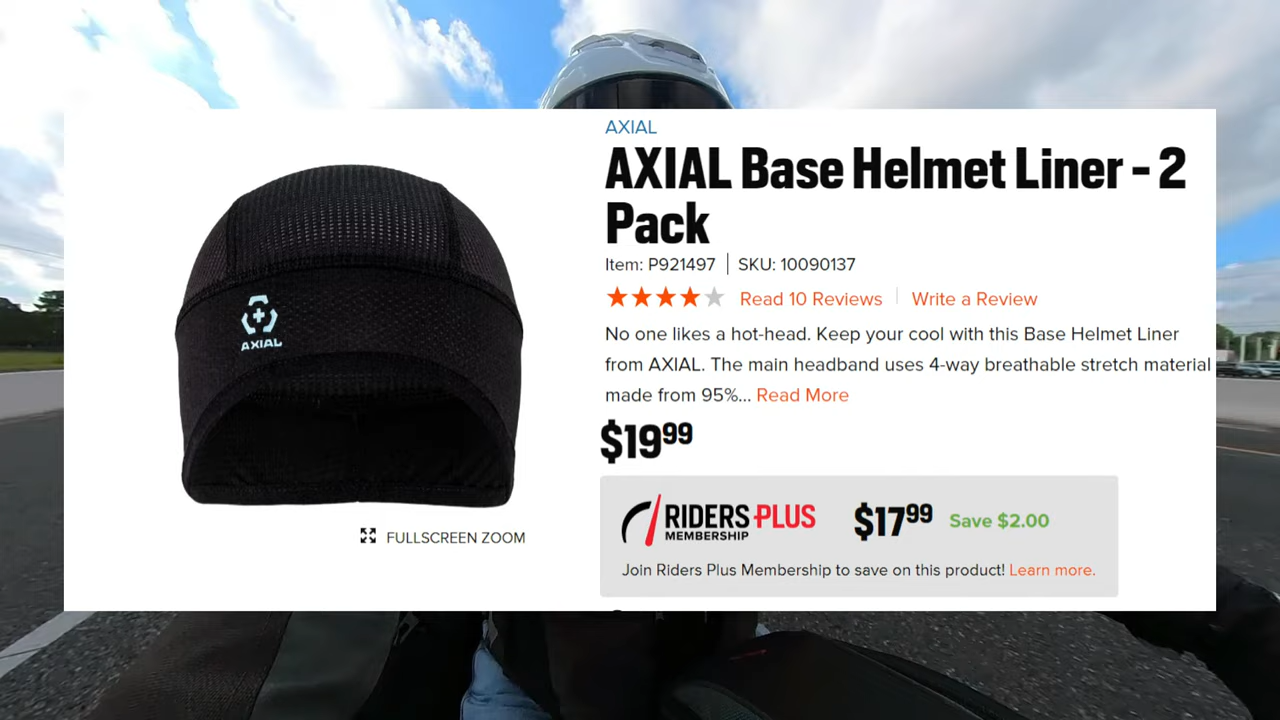 AXIAL
AXIAL Base Helmet Liner - 2
Pack
Item: P921497 | SKU: 10090137
Read 10 Reviews | Write a Review
No one likes a hot-head. Keep your cool with this Base Helmet Liner
from AXIAL. The main headband uses 4-way breathable stretch material
made from 95%... Read More
$19.99
RIDERS PLUS
MEMBERSHIP
$17.99 Save $2.00
Join Riders Plus Membership to save on this product! Learn more.
AXIAL
FULLSCREEN ZOOM